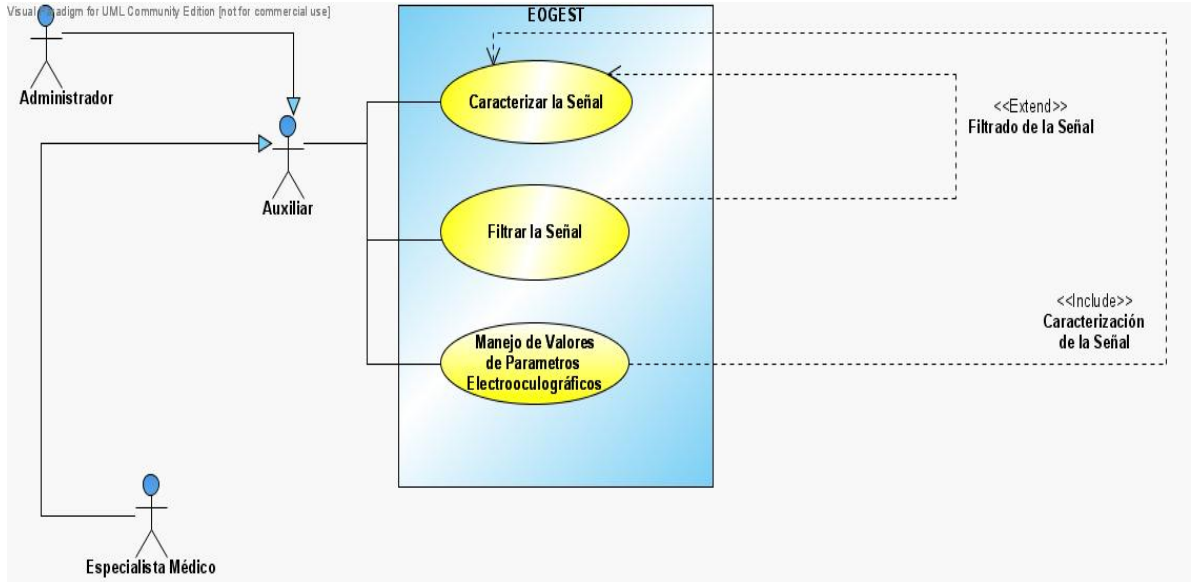 Visual Paradigm for UML Community Edition [not for commercial use]
EOGEST
Administrador
Caracterizar la Señal
<<Extend>>
Filtrado de la Señal
Auxiliar
Filtrar la Señal
<<Include>>
Caracterización
de la Señal
Manejo de Valores
de Parametros
Electrooculográficos
Especialista Médico